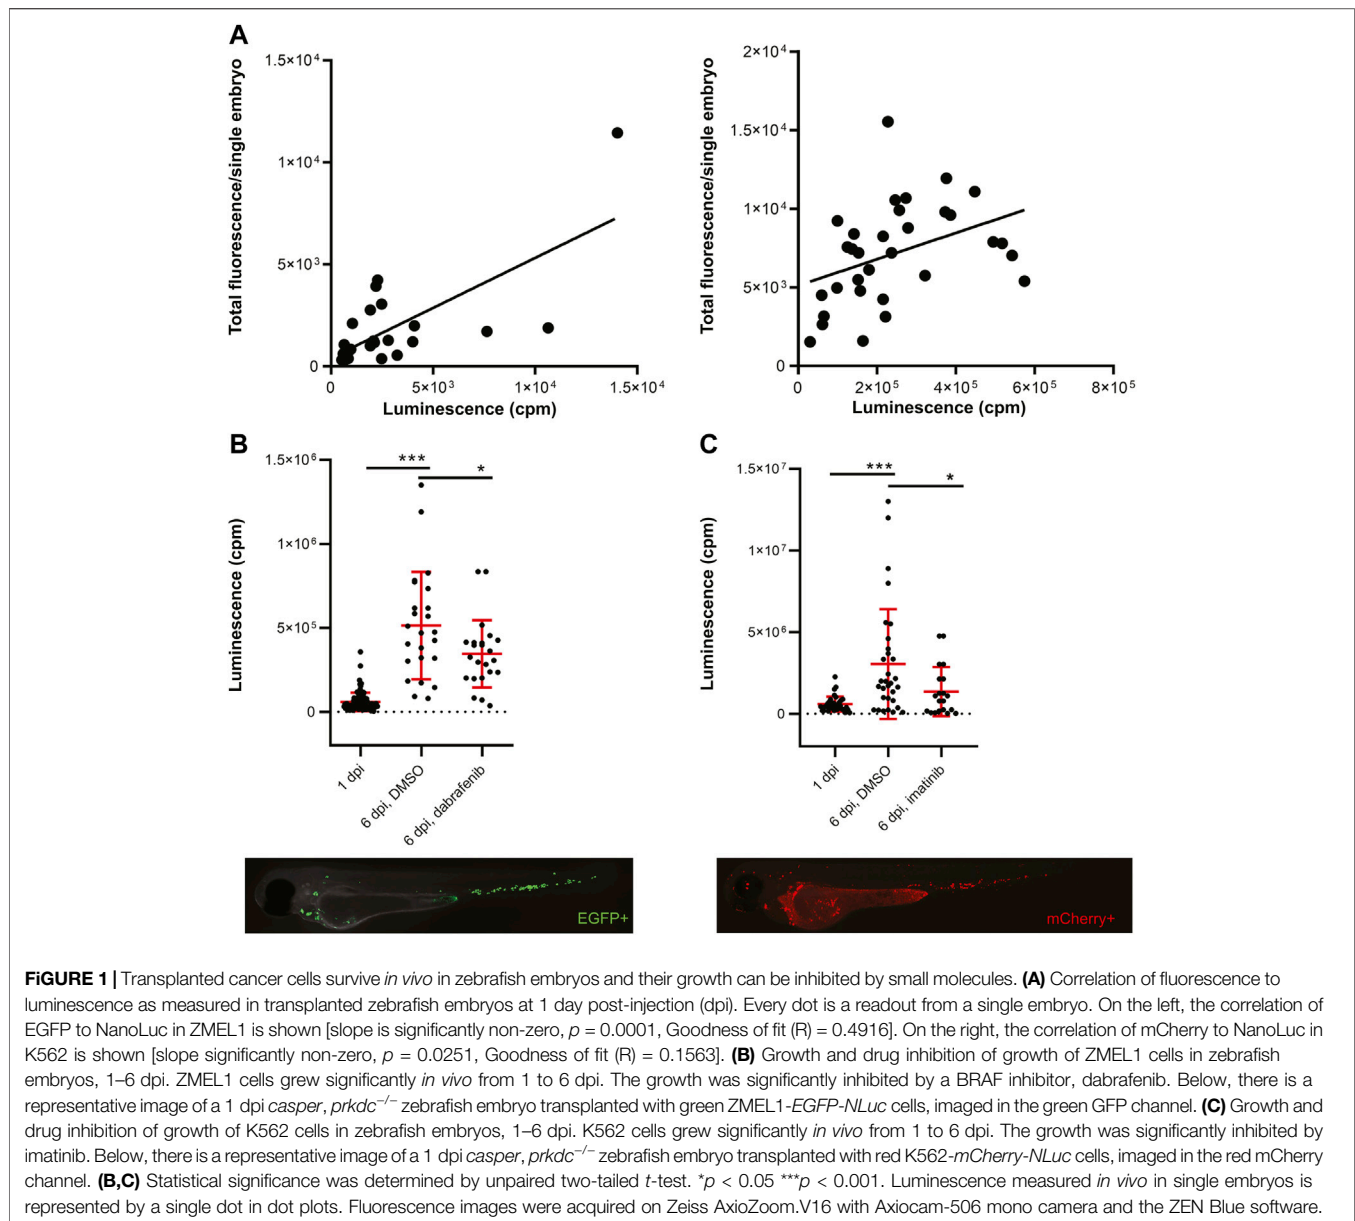 A
Total fluorescence/single embryo
1.5×10⁴
1×10⁴
5×10³
0
0
5×10³
1×10⁴
1.5×10⁴
Luminescence (cpm)
Total fluorescence/single embryo
2×10⁴
1.5×10⁴
1×10⁴
5×10³
0
0
2×10⁵
4×10⁵
6×10⁵
8×10⁵
Luminescence (cpm)
B
Luminescence (cpm)
1.5×10⁶
1×10⁶
5×10⁵
0
***
*
1 dpi
6 dpi, DMSO
6 dpi, dabrafenib
EGFP+
C
Luminescence (cpm)
1.5×10⁷
1×10⁷
5×10⁶
0
***
*
1 dpi
6 dpi, DMSO
6 dpi, imatinib
mCherry+
FiGURE 1 | Transplanted cancer cells survive in vivo in zebrafish embryos and their growth can be inhibited by small molecules. (A) Correlation of fluorescence to
luminescence as measured in transplanted zebrafish embryos at 1 day post-injection (dpi). Every dot is a readout from a single embryo. On the left, the correlation of
EGFP to NanoLuc in ZMEL1 is shown [slope is significantly non-zero, p = 0.0001, Goodness of fit (R) = 0.4916]. On the right, the correlation of mCherry to NanoLuc in
K562 is shown [slope significantly non-zero, p = 0.0251, Goodness of fit (R) = 0.1563]. (B) Growth and drug inhibition of growth of ZMEL1 cells in zebrafish
embryos, 1–6 dpi. ZMEL1 cells grew significantly in vivo from 1 to 6 dpi. The growth was significantly inhibited by a BRAF inhibitor, dabrafenib. Below, there is a
representative image of a 1 dpi casper, prkdc⁻/⁻ zebrafish embryo transplanted with green ZMEL1-EGFP-NLuc cells, imaged in the green GFP channel. (C) Growth and
drug inhibition of growth of K562 cells in zebrafish embryos, 1–6 dpi. K562 cells grew significantly in vivo from 1 to 6 dpi. The growth was significantly inhibited by
imatinib. Below, there is a representative image of a 1 dpi casper, prkdc⁻/⁻ zebrafish embryo transplanted with red K562-mCherry-NLuc cells, imaged in the red mCherry
channel. (B,C) Statistical significance was determined by unpaired two-tailed t-test. *p < 0.05 ***p < 0.001. Luminescence measured in vivo in single embryos is
represented by a single dot in dot plots. Fluorescence images were acquired on Zeiss AxioZoom.V16 with Axiocam-506 mono camera and the ZEN Blue software.